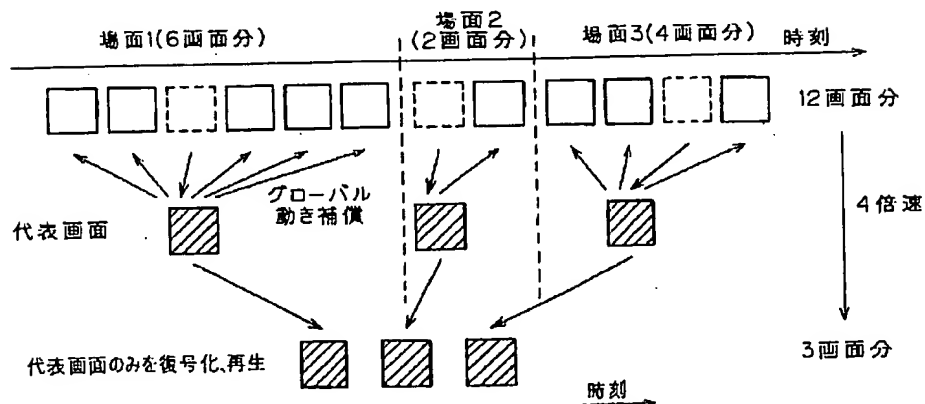 場面1(6画面分)
場面2
(2画面分)
場面3(4画面分)
時刻
12画面分
グローバル
動き補償
代表画面
4倍速
代表画面のみを復号化、再生
3画面分
時刻